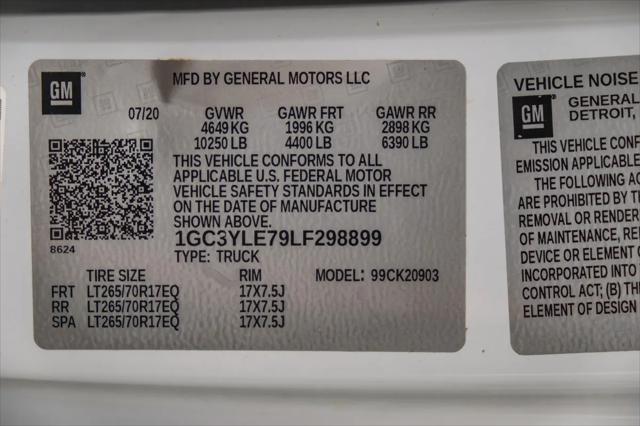 GM
MFD BY GENERAL MOTORS LLC
07/20 GVWR GAWR FRT GAWR RR
4649 KG 1996 KG 2898 KG
10250 LB 4400 LB 6390 LB
THIS VEHICLE CONFORMS TO ALL
APPLICABLE U.S. FEDERAL MOTOR
VEHICLE SAFETY STANDARDS IN EFFECT
ON THE DATE OF MANUFACTURE
SHOWN ABOVE.
8624
1GC3YLE79LF298899
TYPE: TRUCK
TIRE SIZE RIM MODEL: 99CK20903
FRT LT265/70R17EQ 17X7.5J
RR LT265/70R17EQ 17X7.5J
SPA LT265/70R17EQ 17X7.5J
VEHICLE NOISE
GM
GENERAL
DETROIT,
THIS VEHICLE CONF
EMISSION APPLICABLE
THE FOLLOWING AC
ARE PROHIBITED BY T
REMOVAL OR RENDER
OF MAINTENANCE, RE
DEVICE OR ELEMENT O
INCORPORATED INTO
CONTROL ACT; (B) TH
ELEMENT OF DESIGN